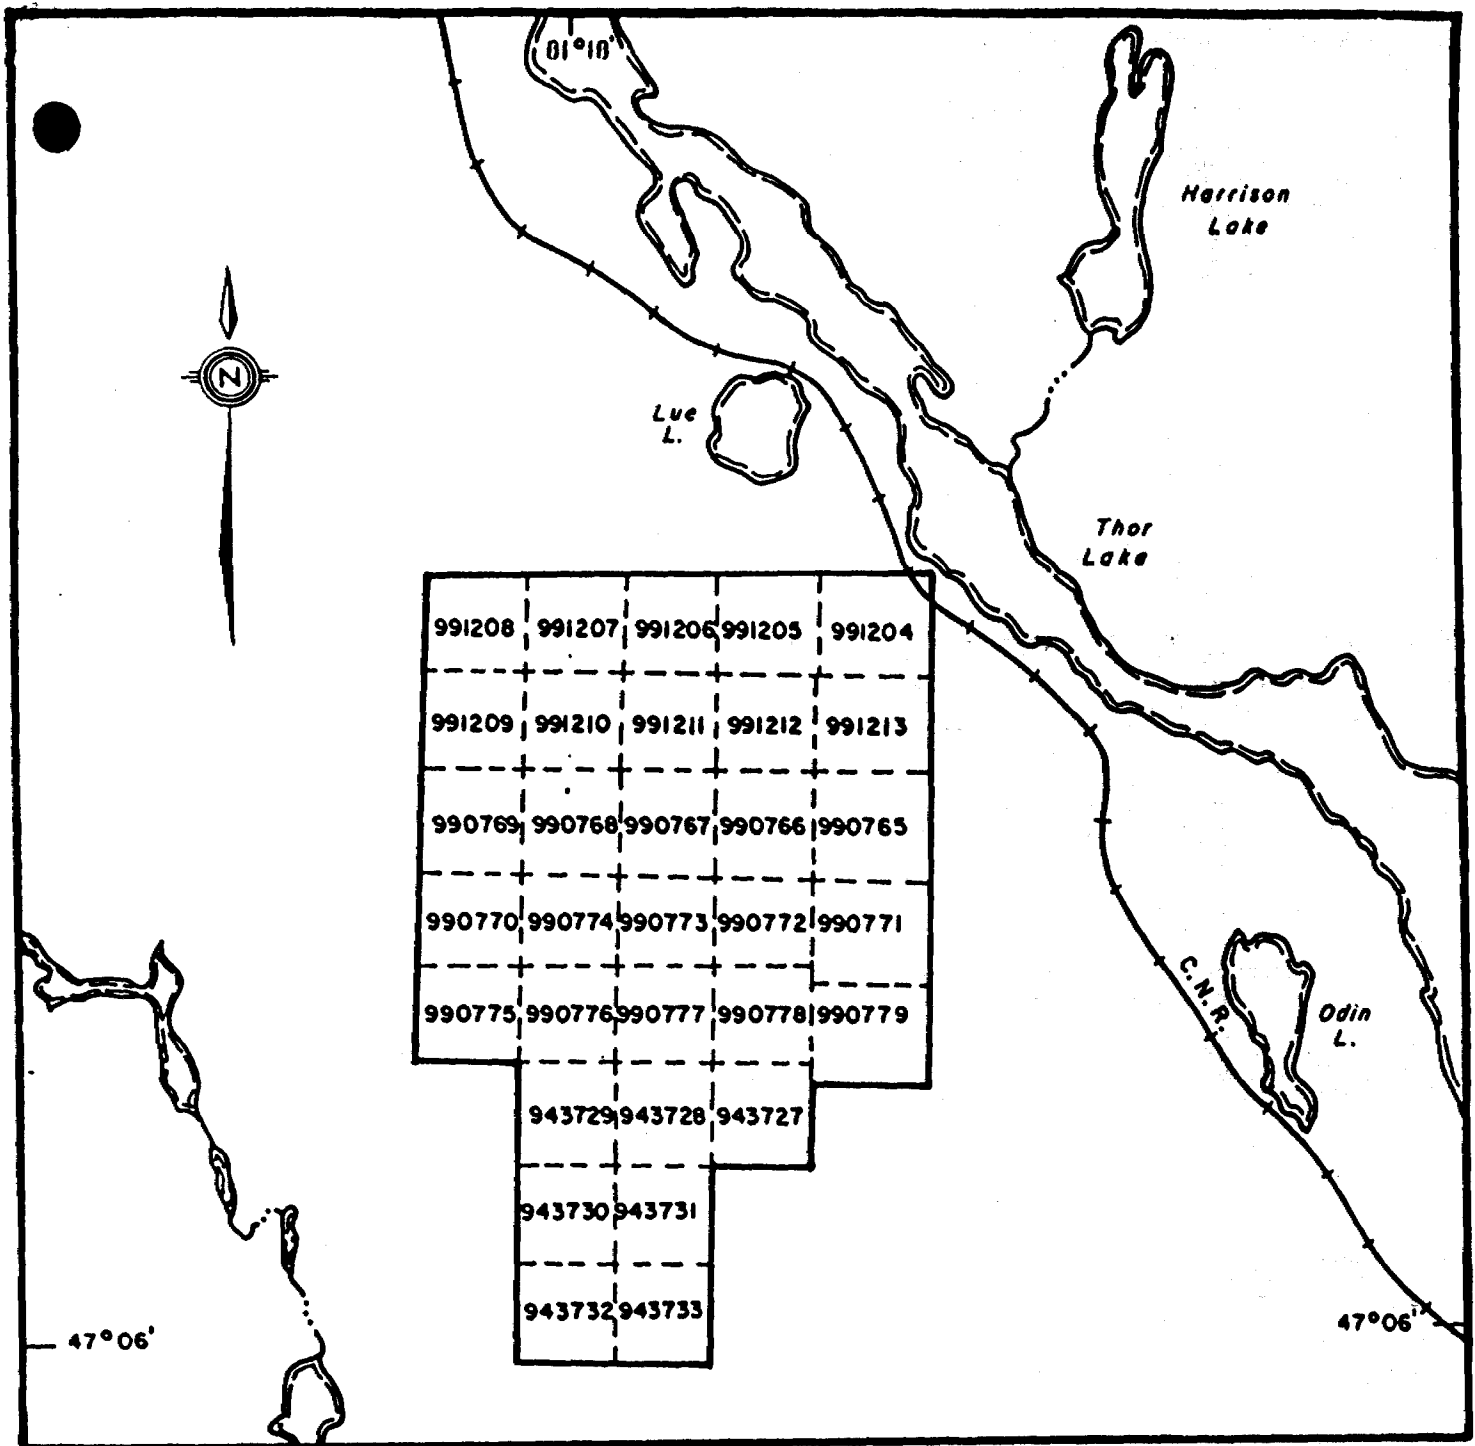 81°10'
Harrison
Lake
N
Lue
L.
Thor
Lake
991208 991207 991206 991205 991204
991209 991210 991211 991212 991213
990769 990768 990767 990766 990765
990770 990774 990773 990772 990771
990775 990776 990777 990778 990779
C.N.R.
Odin
L.
943729 943728 943727
943730 943731
943732 943733
47°06'
47°06'